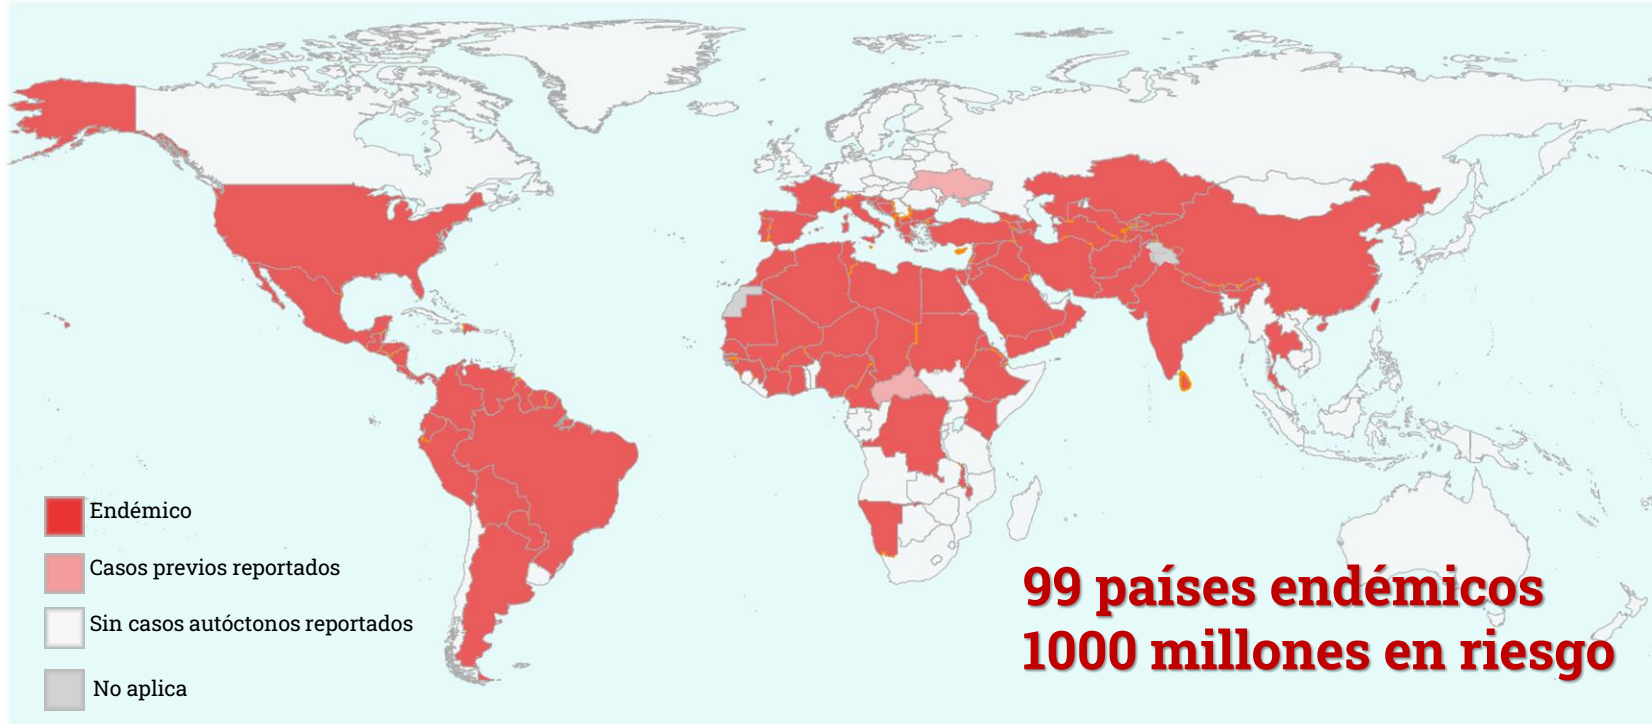 Endémico
Casos previos reportados
Sin casos autóctonos reportados
No aplica
99 países endémicos
1000 millones en riesgo